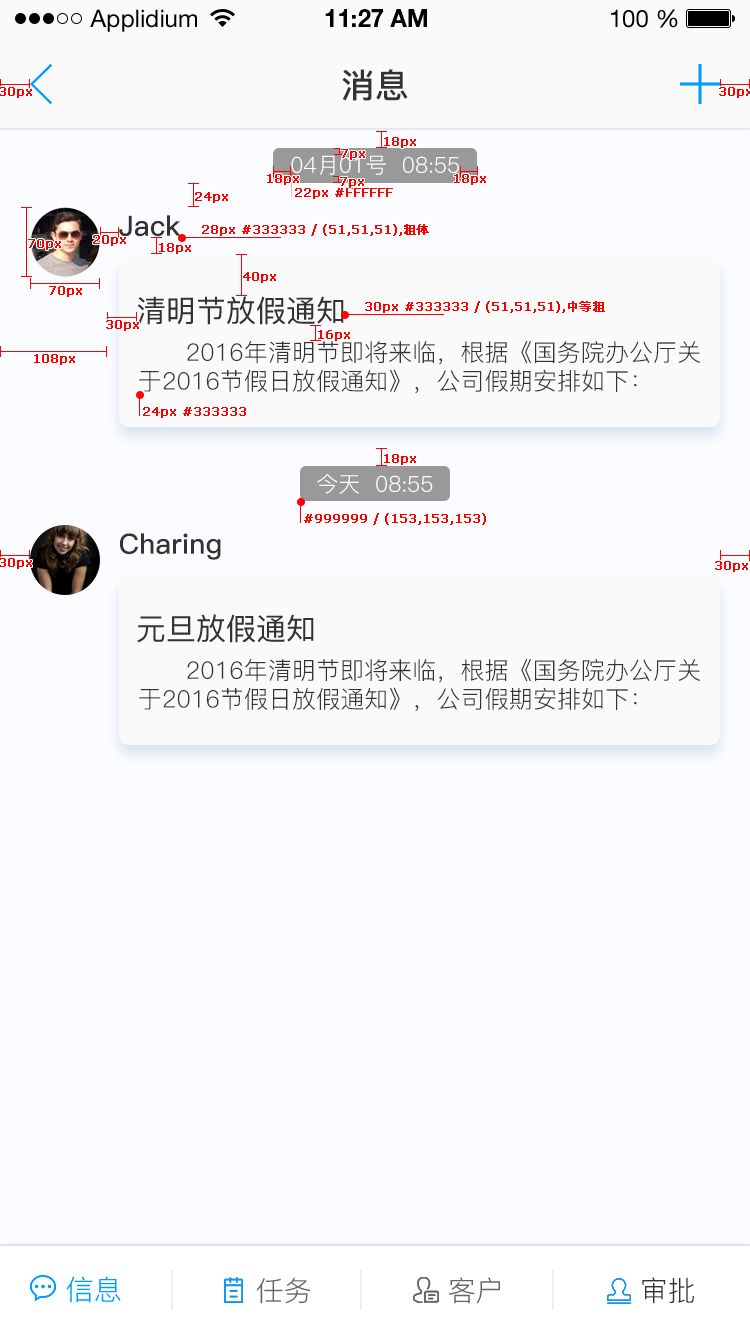 Applidium 11:27 AM 100 %
消息
30px
30px
18px
04月01号 08:55
7px
7px
18px
18px
22px #FFFFFF
24px
Jack
28px #333333 / (51,51,51),粗体
70px
20px
18px
70px
40px
清明节放假通知
30px #333333 / (51,51,51),中等粗
30px
16px
108px
2016年清明节即将来临，根据《国务院办公厅关
于2016节假日放假通知》，公司假期安排如下：
24px #333333
18px
今天 08:55
#999999 / (153,153,153)
Charing
30px
30px
元旦放假通知
2016年清明节即将来临，根据《国务院办公厅关
于2016节假日放假通知》，公司假期安排如下：
信息 任务 客户 审批